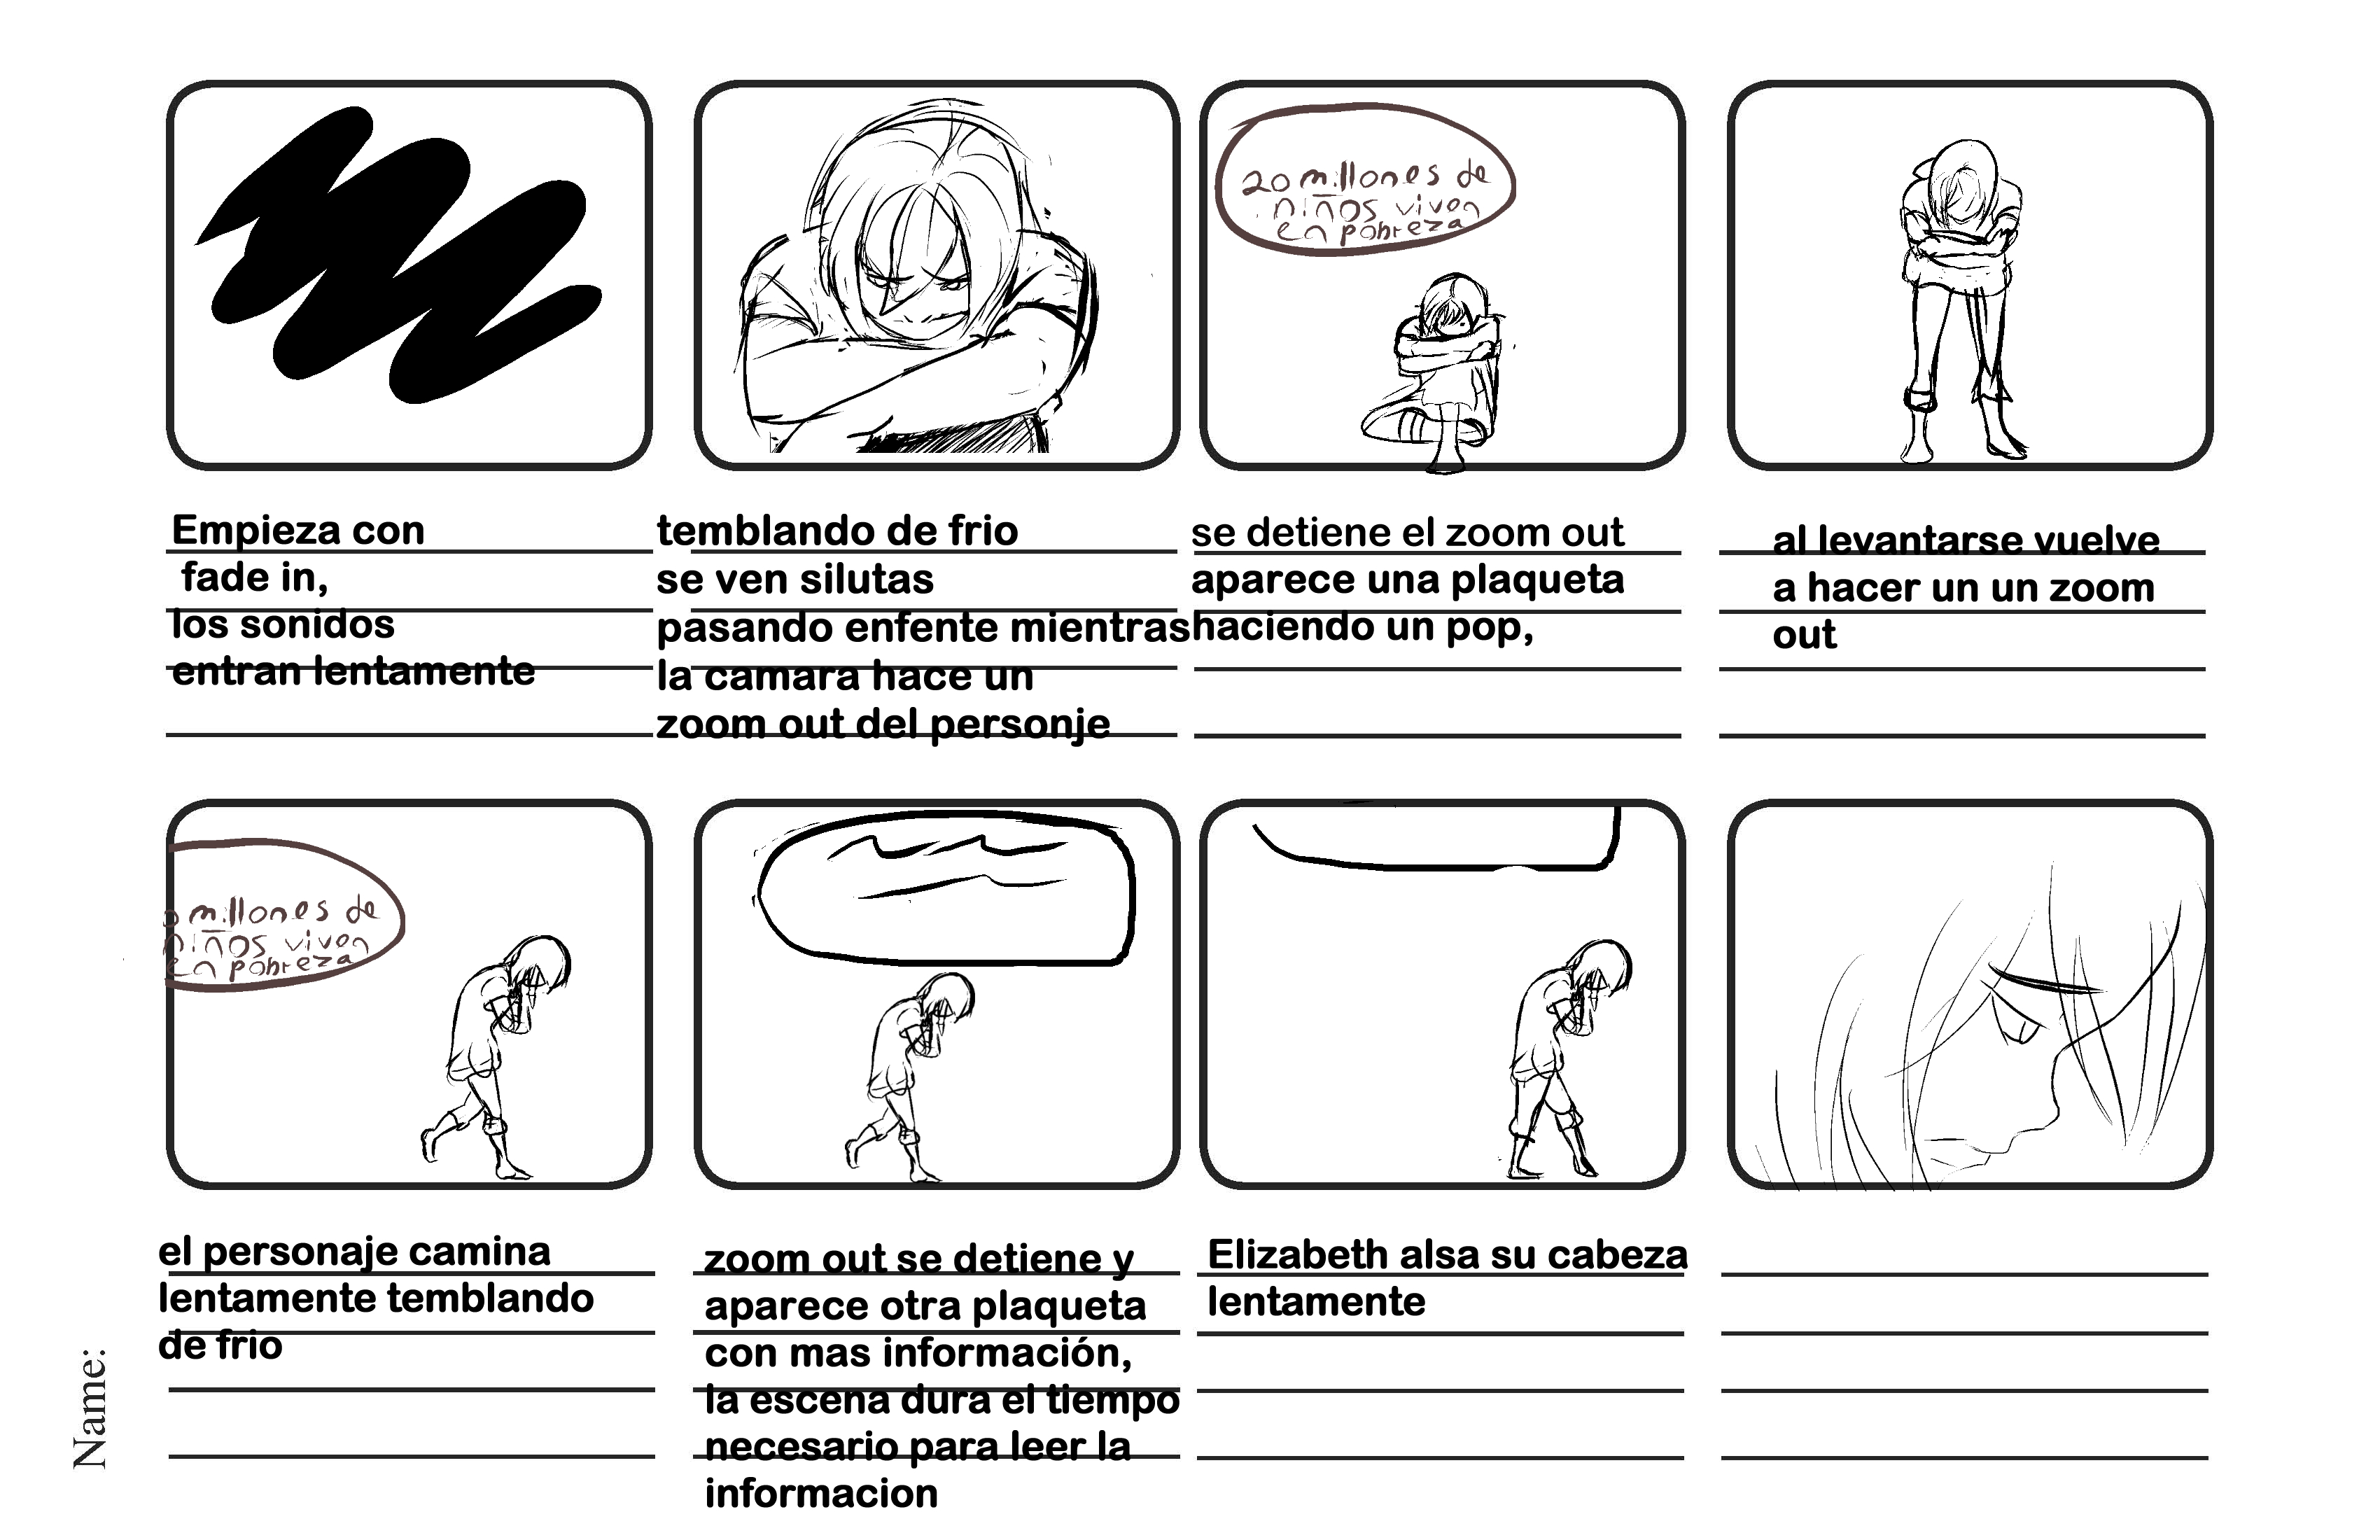 20 millones de
niños viven
en pobreza
Empieza con
fade in,
los sonidos
entran lentamente
temblando de frio
se ven silutas
pasando enfente mientras
la camara hace un
zoom out del personje
se detiene el zoom out
aparece una plaqueta
haciendo un pop,
al levantarse vuelve
a hacer un un zoom
out
0 millones de
niños viven
en pobreza
el personaje camina
lentamente temblando
de frio
zoom out se detiene y
aparece otra plaqueta
con mas información,
la escena dura el tiempo
necesario para leer la
informacion
Elizabeth alsa su cabeza
lentamente
Name: